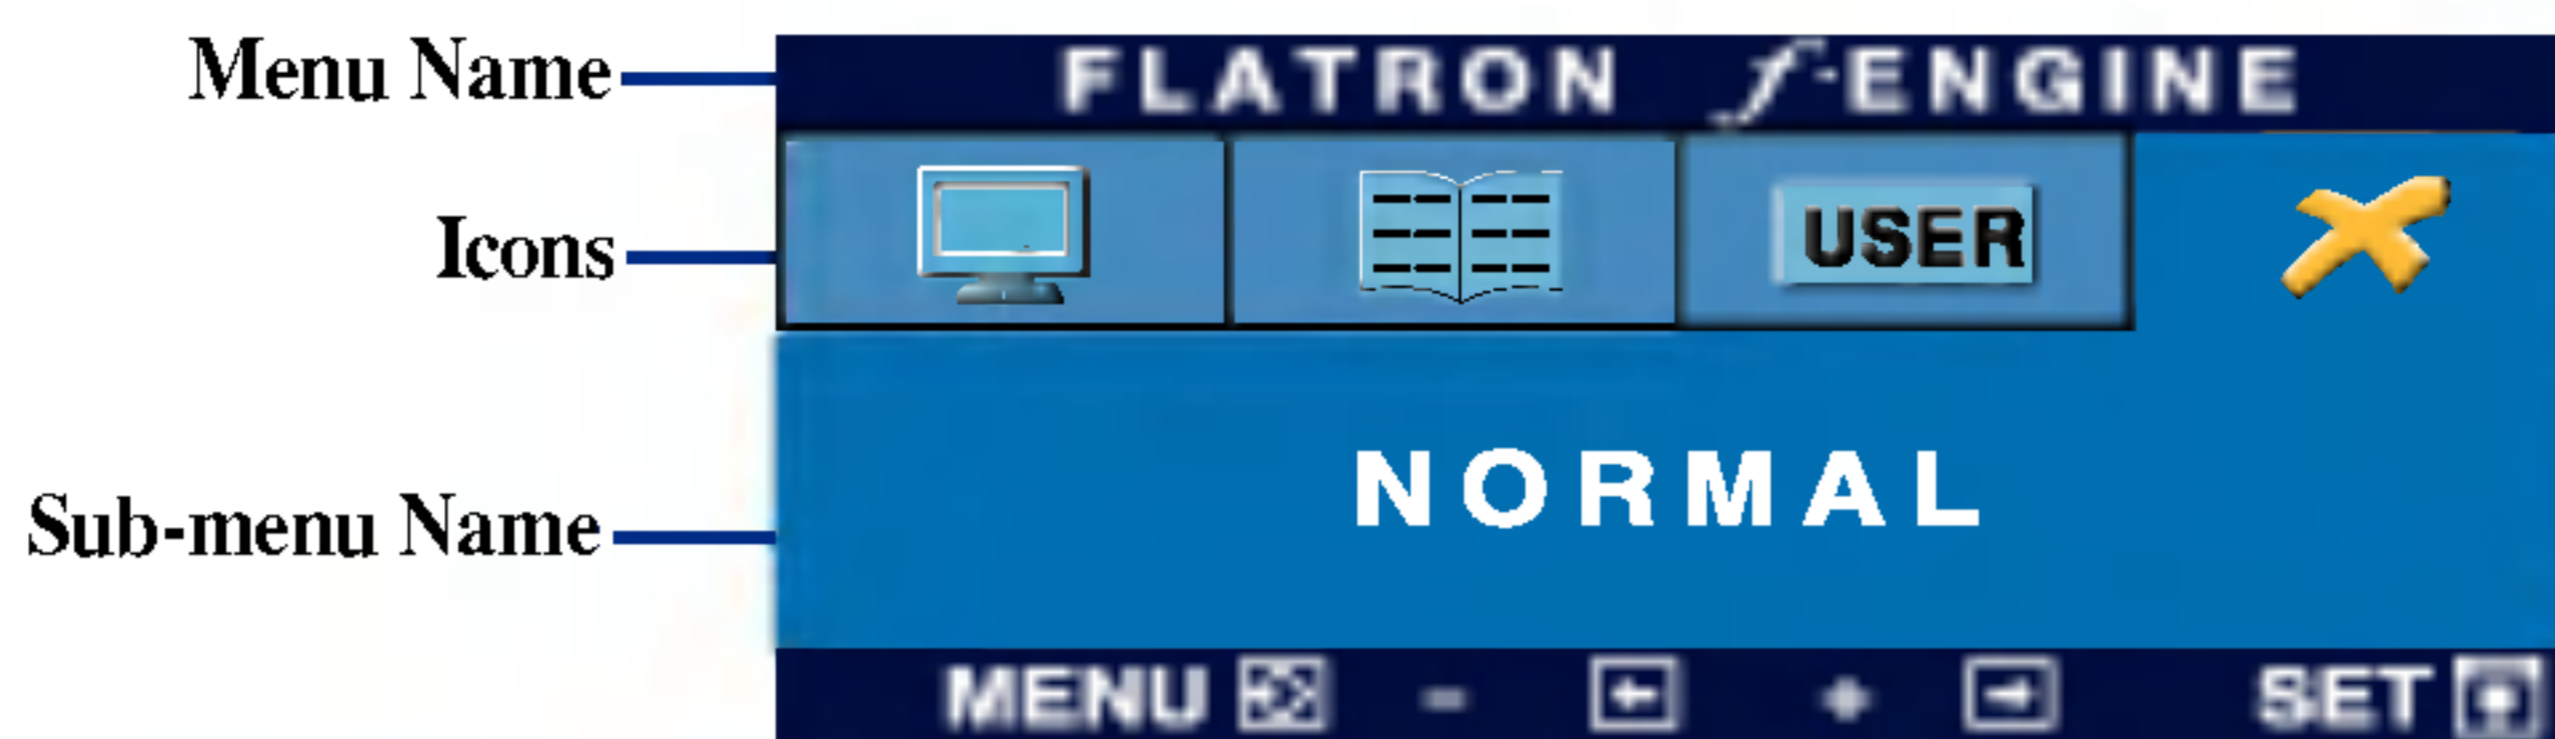 Menu Name
FLATRON f-ENGINE
Icons
USER
Sub-menu Name
NORMAL
MENU - + SET